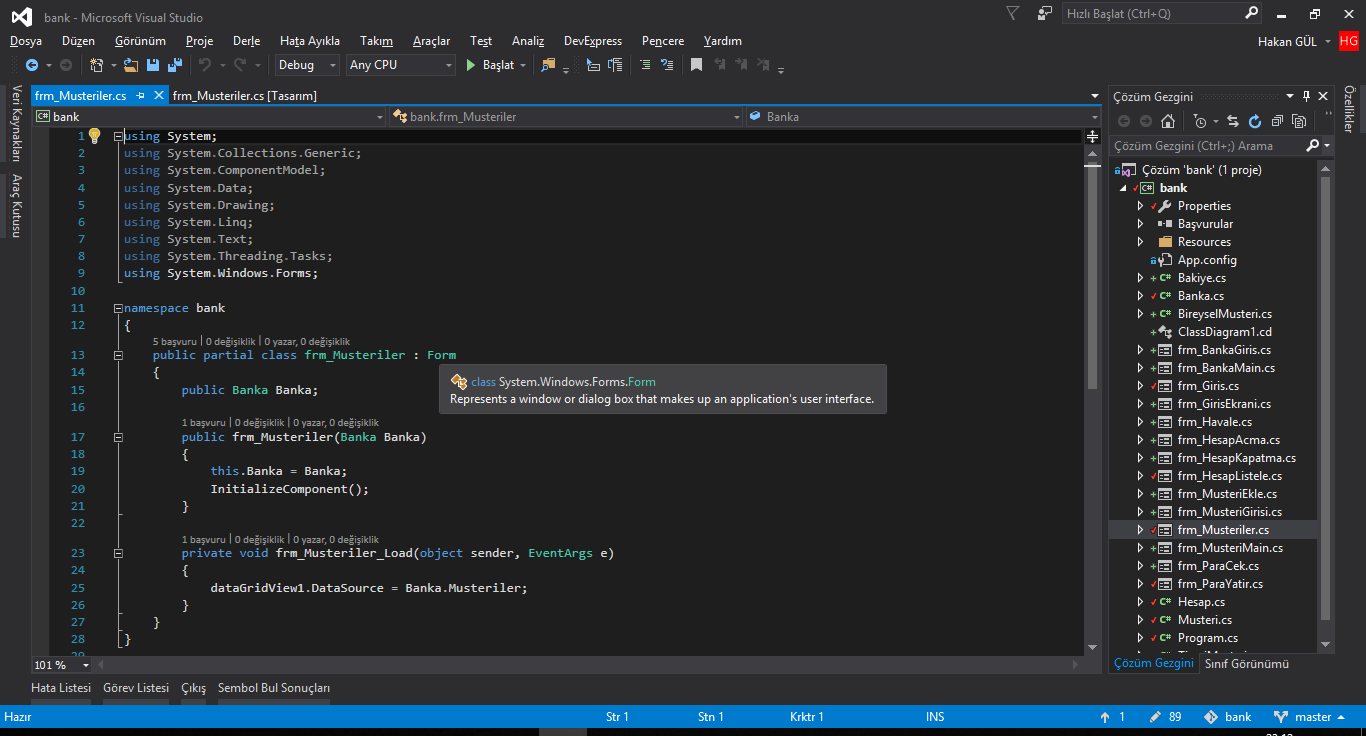 bank - Microsoft Visual Studio
Hızlı Başlat (Ctrl+Q)
Dosya Düzen Görünüm Proje Derle Hata Ayıkla Takım Araçlar Test Analiz DevExpress Pencere Yardım
Hakan GÜL HG
Debug Any CPU Başlat
Veri Kaynakları
Araç Kutusu
frm_Musteriler.cs frm_Musteriler.cs [Tasarım]
bank bank.frm_Musteriler Banka
1 using System;
2 using System.Collections.Generic;
3 using System.ComponentModel;
4 using System.Data;
5 using System.Drawing;
6 using System.Linq;
7 using System.Text;
8 using System.Threading.Tasks;
9 using System.Windows.Forms;
10
11 namespace bank
12 {
5 başvuru | 0 değişiklik | 0 yazar, 0 değişiklik
13 public partial class frm_Musteriler : Form
14 {
15 public Banka Banka;
16
1 başvuru | 0 değişiklik | 0 yazar, 0 değişiklik
17 public frm_Musteriler(Banka Banka)
18 {
19 this.Banka = Banka;
20 InitializeComponent();
21 }
22
1 başvuru | 0 değişiklik | 0 yazar, 0 değişiklik
23 private void frm_Musteriler_Load(object sender, EventArgs e)
24 {
25 dataGridView1.DataSource = Banka.Musteriler;
26 }
27 }
28 }
29
class System.Windows.Forms.Form
Represents a window or dialog box that makes up an application's user interface.
101 %
Çözüm Gezgini
Çözüm Gezgini (Ctrl+;) Arama
Çözüm 'bank' (1 proje)
C# bank
Properties
Başvurular
Resources
App.config
C# Bakiye.cs
C# Banka.cs
C# BireyselMusteri.cs
ClassDiagram1.cd
frm_BankaGiris.cs
frm_BankaMain.cs
frm_Giris.cs
frm_GirisEkrani.cs
frm_Havale.cs
frm_HesapAcma.cs
frm_HesapKapatma.cs
frm_HesapListele.cs
frm_MusteriEkle.cs
frm_MusteriGirisi.cs
frm_Musteriler.cs
frm_MusteriMain.cs
frm_ParaCek.cs
frm_ParaYatir.cs
C# Hesap.cs
C# Musteri.cs
C# Program.cs
Çözüm Gezgini Sınıf Görünümü
Özellikler
Hata Listesi Görev Listesi Çıkış Sembol Bul Sonuçları
Hazır Str 1 Stn 1 Krktr 1 INS 1 89 bank master